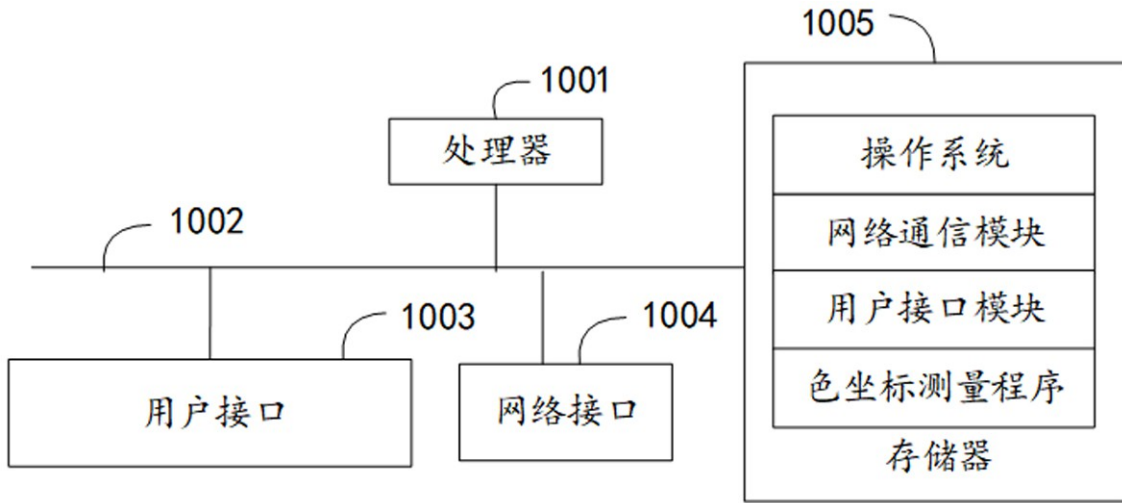 1005
1001
处理器
操作系统
1002
网络通信模块
1003
1004
用户接口模块
用户接口
网络接口
色坐标测量程序
存储器